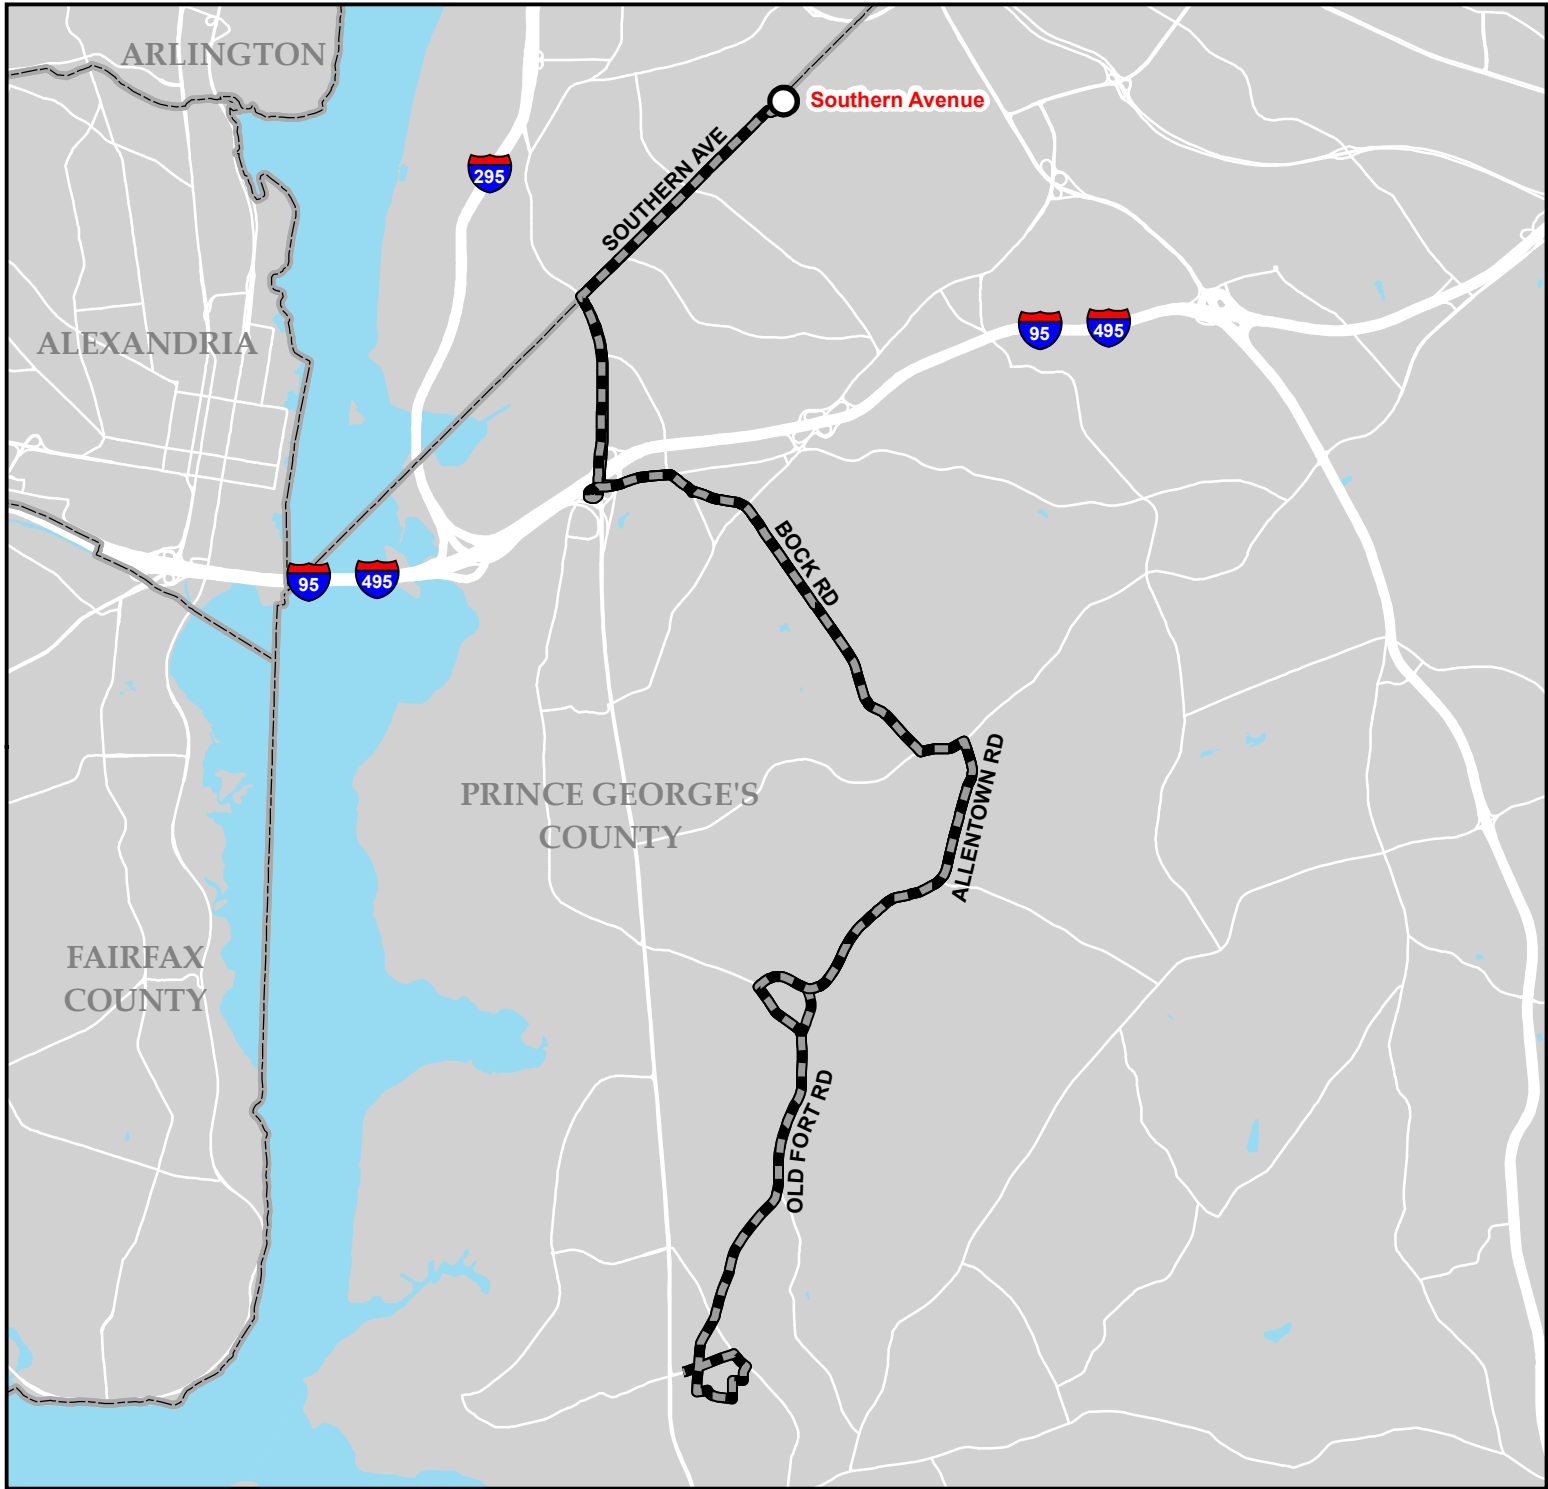 ARLINGTON
Southern Avenue
SOUTHERN AVE
295
95
495
ALEXANDRIA
BOCK RD
95
495
ALLENTOWN RD
PRINCE GEORGE'S
COUNTY
FAIRFAX
COUNTY
OLD FORT RD